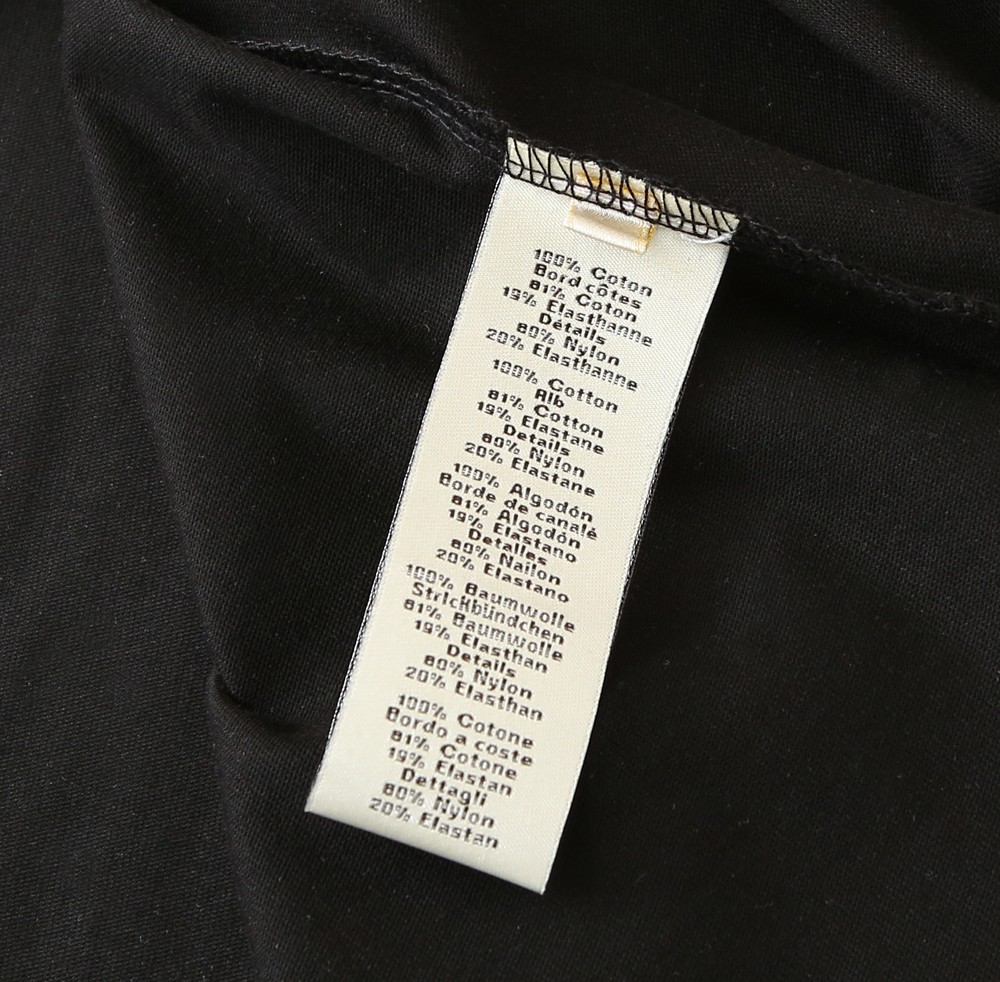 100% Coton
Bord côtes
81% Coton
19% Elasthanne
Détails
80% Nylon
20% Elasthanne
100% Cotton
Rib
81% Cotton
19% Elastane
Details
80% Nylon
20% Elastane
100% Algodón
Borde de canalé
81% Algodón
19% Elastano
Detalles
80% Nailon
20% Elastano
100% Baumwolle
Strickbündchen
81% Baumwolle
19% Elasthan
Details
80% Nylon
20% Elasthan
100% Cotone
Bordo a coste
81% Cotone
19% Elastan
Dettagli
80% Nylon
20% Elastan